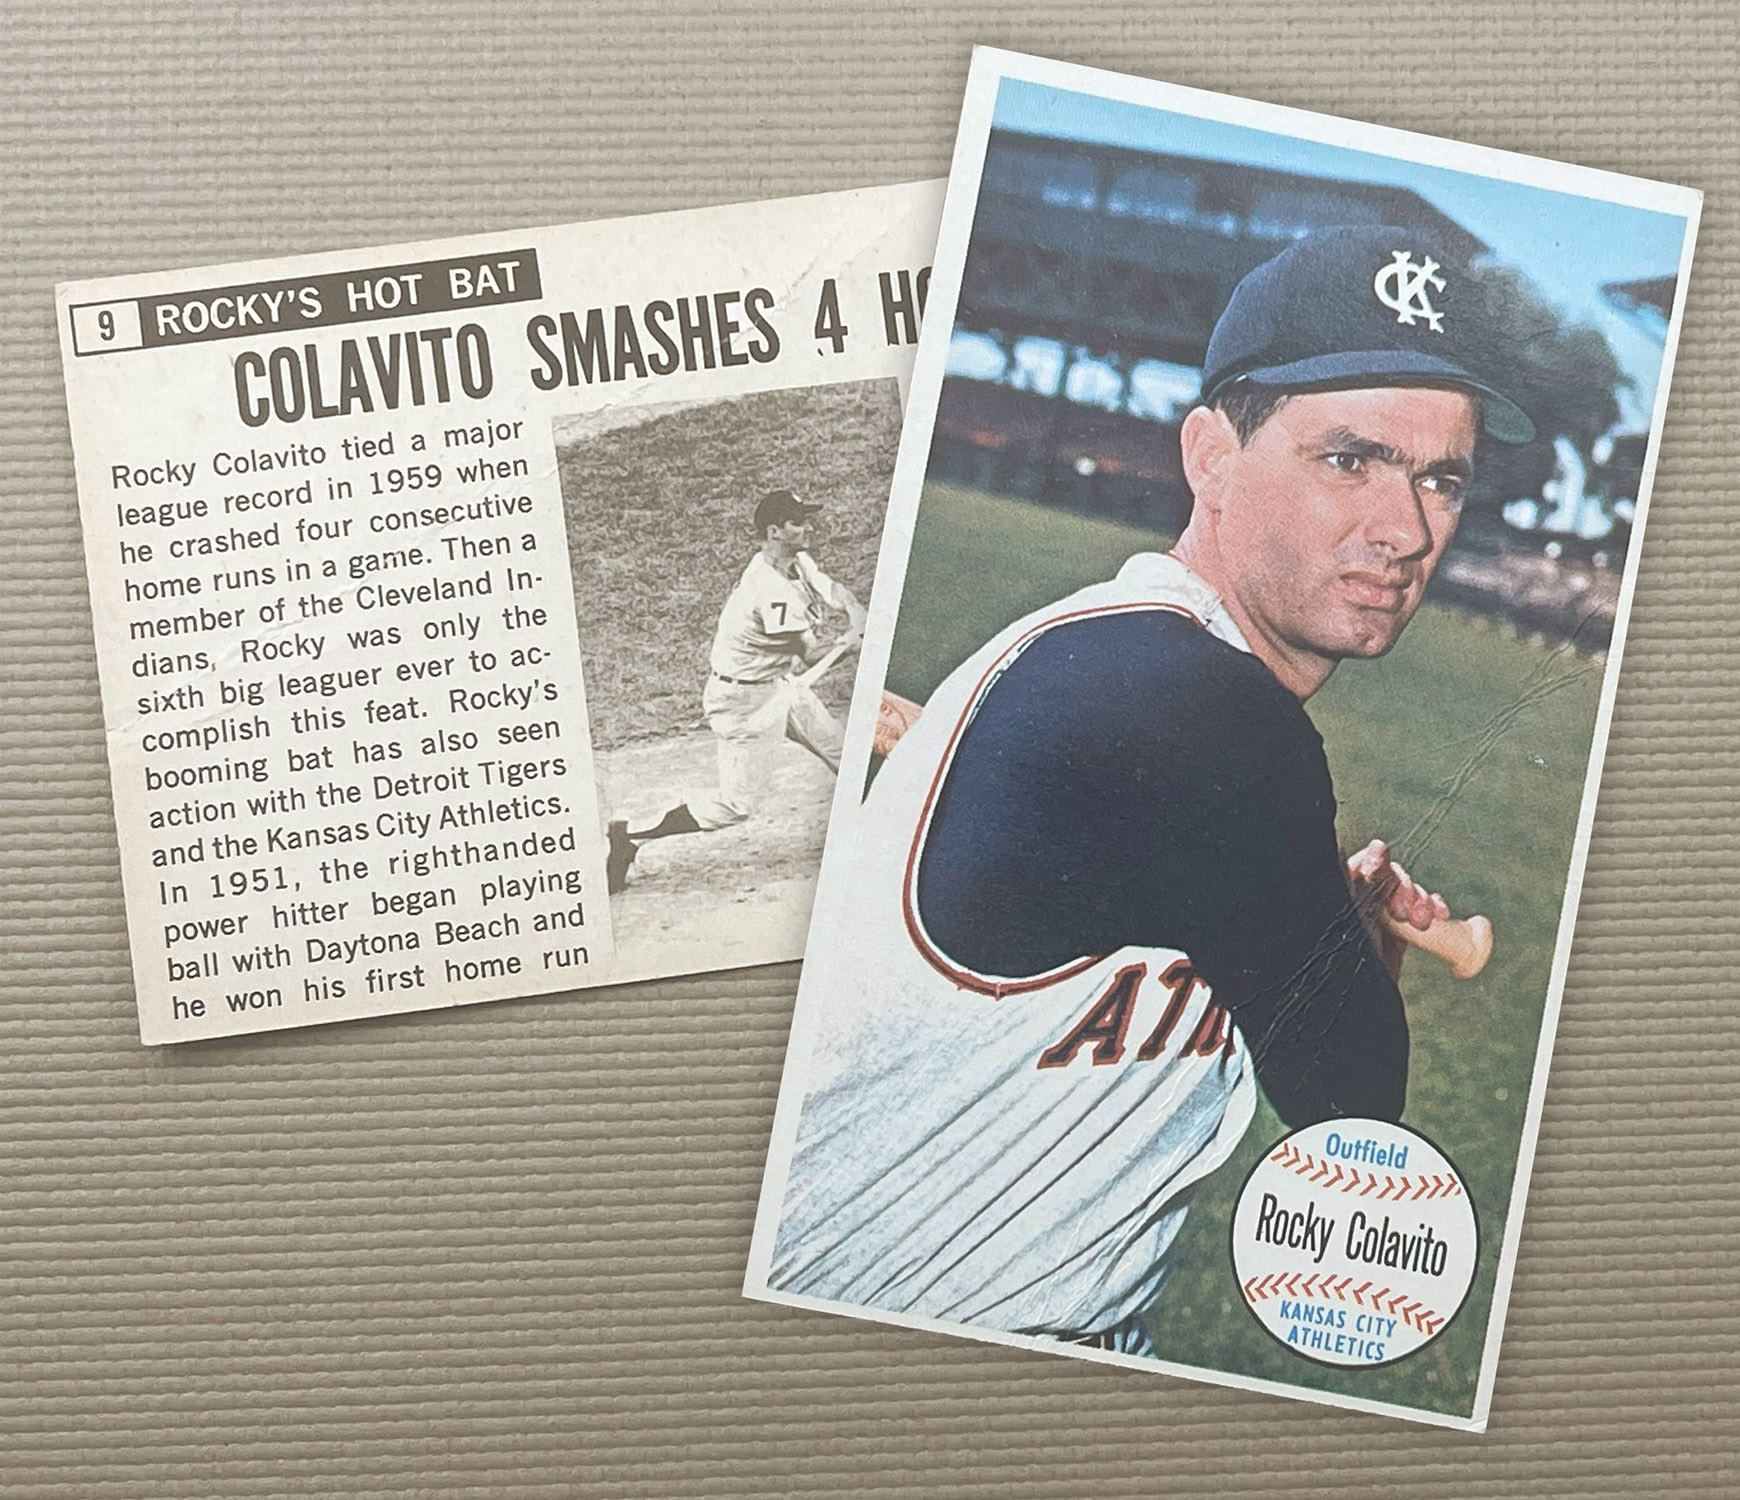 9 ROCKY'S HOT BAT
COLAVITO SMASHES 4
Rocky Colavito tied a major
league record in 1959 when
he crashed four consecutive
home runs in a game. Then a
member of the Cleveland In-
dians, Rocky was only the
sixth big leaguer ever to ac-
complish this feat. Rocky's
booming bat has also seen
action with the Detroit Tigers
and the Kansas City Athletics.
In 1951, the righthanded
power hitter began playing
ball with Daytona Beach and
he won his first home run
7
KC
AT
Outfield
Rocky Colavito
KANSAS CITY
ATHLETICS